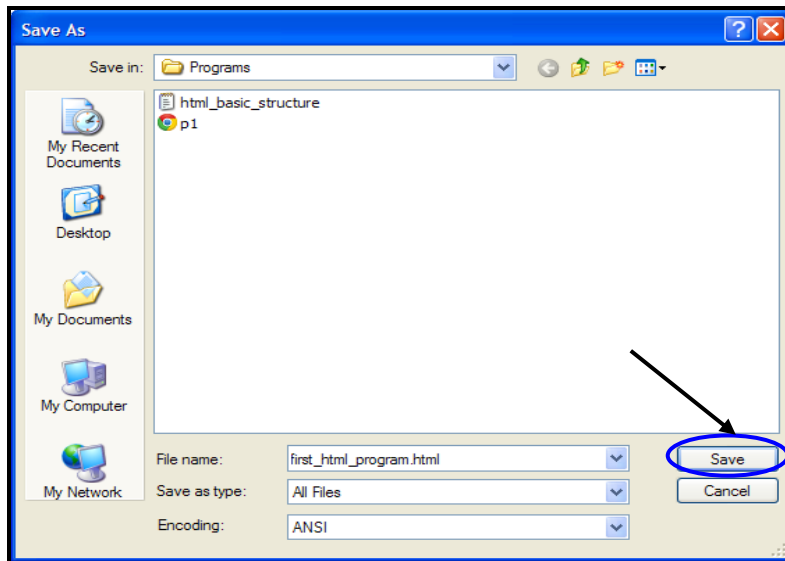 Save As
Save in: Programs
html_basic_structure
p1
My Recent
Documents
Desktop
My Documents
My Computer
My Network
File name: first_html_program.html
Save
Save as type: All Files
Cancel
Encoding: ANSI